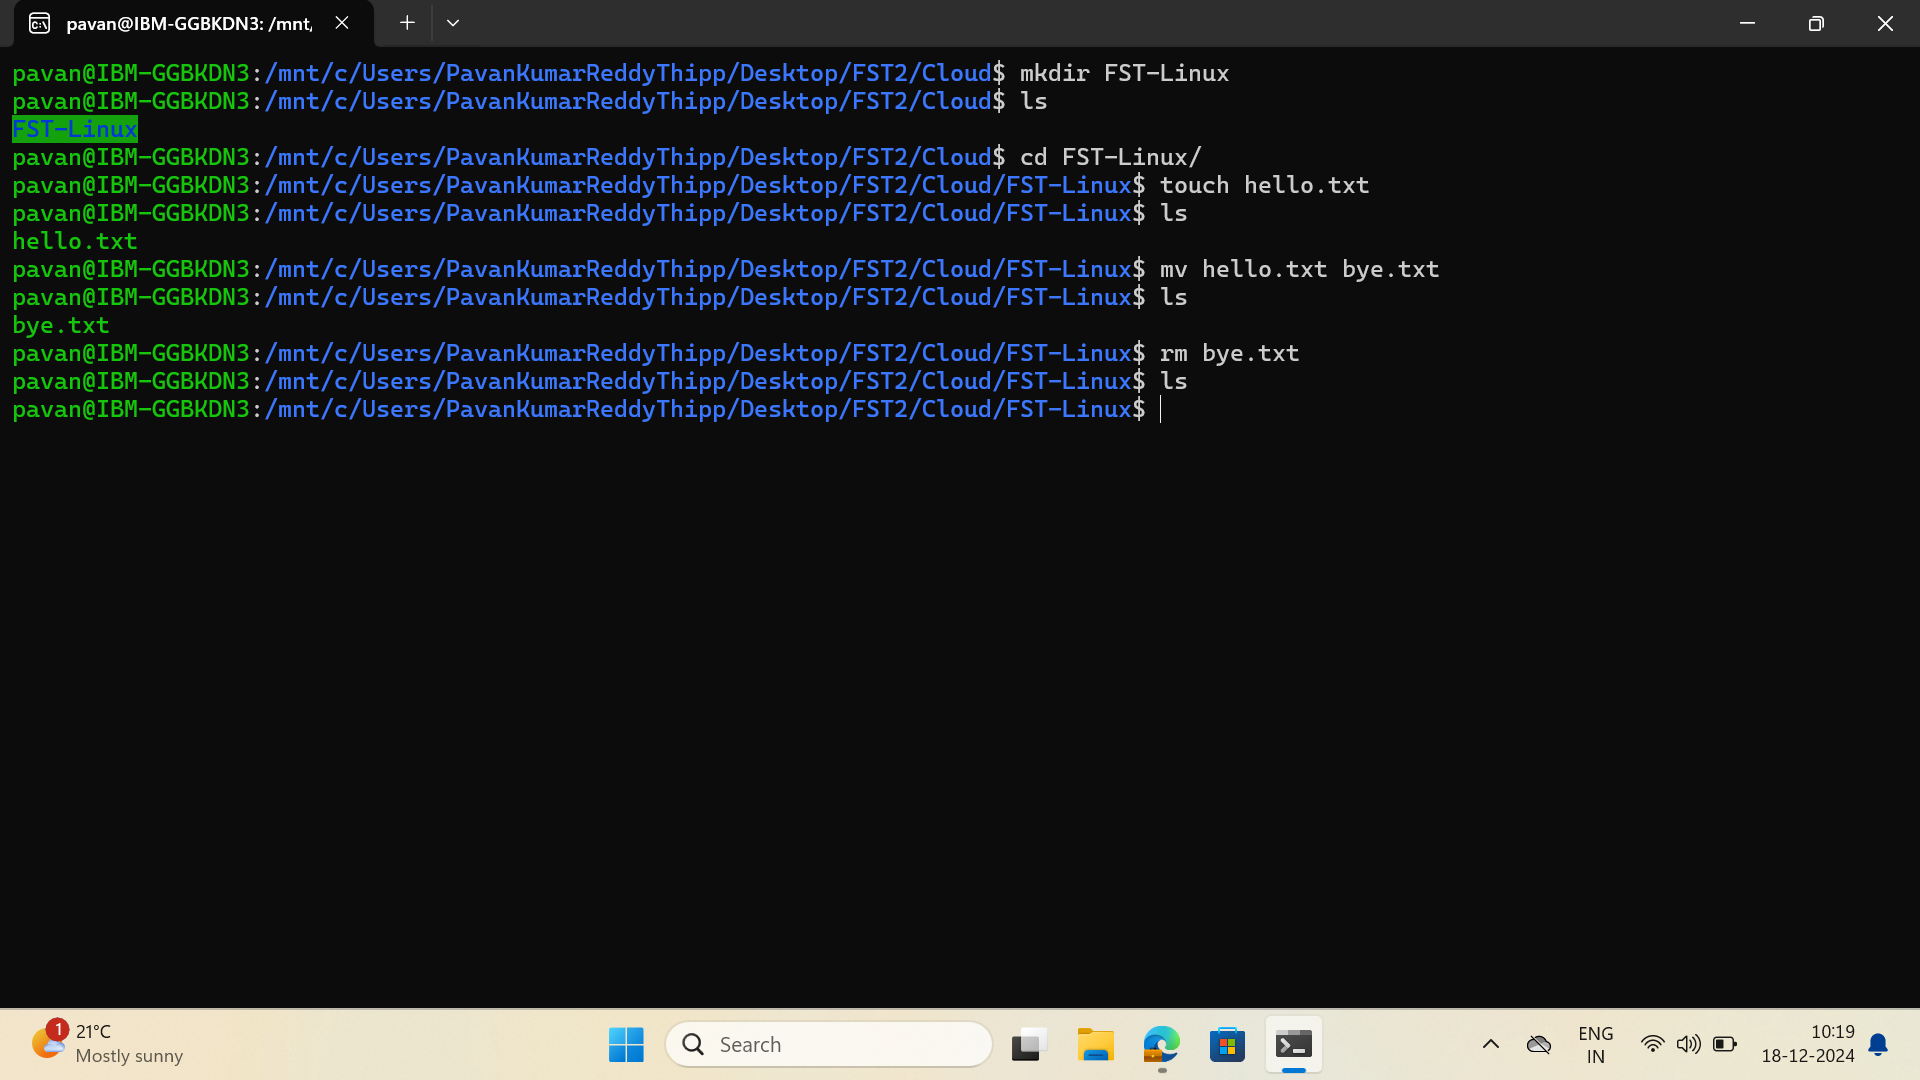 pavan@IBM-GGBKDN3: /mnt,
pavan@IBM-GGBKDN3:/mnt/c/Users/PavanKumarReddyThipp/Desktop/FST2/Cloud$ mkdir FST-Linux
pavan@IBM-GGBKDN3:/mnt/c/Users/PavanKumarReddyThipp/Desktop/FST2/Cloud$ ls
FST-Linux
pavan@IBM-GGBKDN3:/mnt/c/Users/PavanKumarReddyThipp/Desktop/FST2/Cloud$ cd FST-Linux/
pavan@IBM-GGBKDN3:/mnt/c/Users/PavanKumarReddyThipp/Desktop/FST2/Cloud/FST-Linux$ touch hello.txt
pavan@IBM-GGBKDN3:/mnt/c/Users/PavanKumarReddyThipp/Desktop/FST2/Cloud/FST-Linux$ ls
hello.txt
pavan@IBM-GGBKDN3:/mnt/c/Users/PavanKumarReddyThipp/Desktop/FST2/Cloud/FST-Linux$ mv hello.txt bye.txt
pavan@IBM-GGBKDN3:/mnt/c/Users/PavanKumarReddyThipp/Desktop/FST2/Cloud/FST-Linux$ ls
bye.txt
pavan@IBM-GGBKDN3:/mnt/c/Users/PavanKumarReddyThipp/Desktop/FST2/Cloud/FST-Linux$ rm bye.txt
pavan@IBM-GGBKDN3:/mnt/c/Users/PavanKumarReddyThipp/Desktop/FST2/Cloud/FST-Linux$ ls
pavan@IBM-GGBKDN3:/mnt/c/Users/PavanKumarReddyThipp/Desktop/FST2/Cloud/FST-Linux$
1
21°C
Mostly sunny
Search
ENG
IN
10:19
18-12-2024